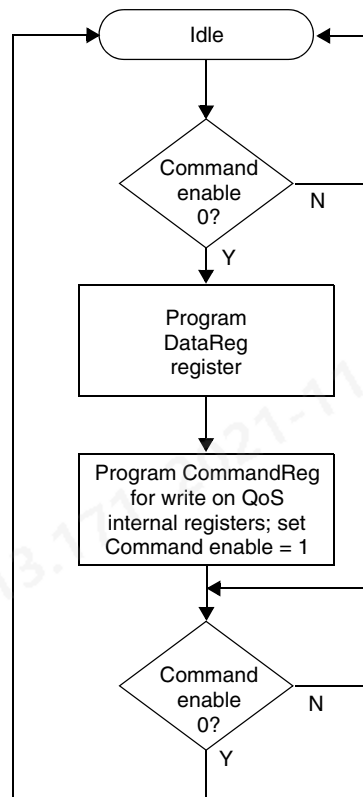 Idle
Command
enable
0?
N
Y
Program
DataReg
register
Program CommandReg
for write on QoS
internal registers; set
Command enable = 1
Command
enable
0?
N
Y